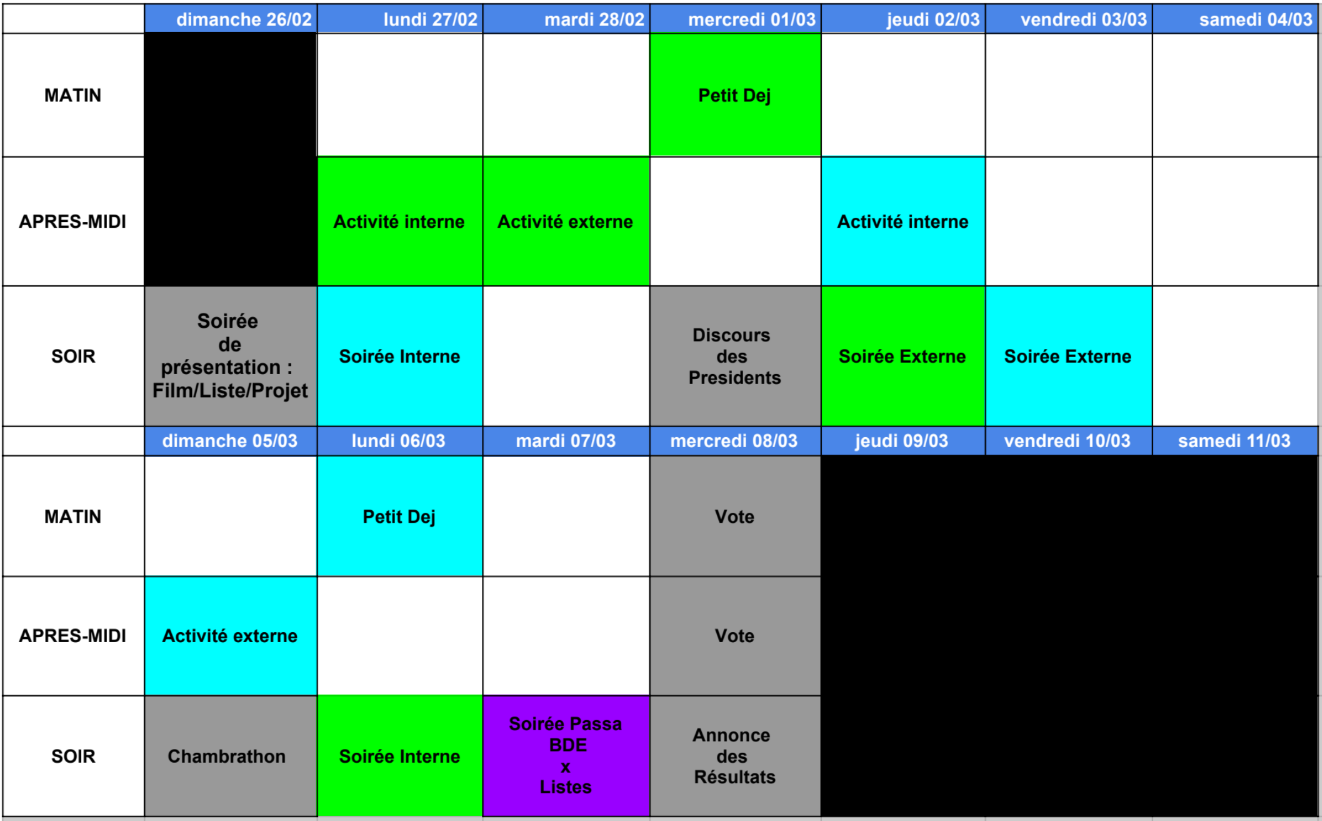 dimanche 26/02 lundi 27/02 mardi 28/02 mercredi 01/03 jeudi 02/03 vendredi 03/03 samedi 04/03
MATIN
Petit Dej
APRES-MIDI
Activité interne
Activité externe
Activité interne
SOIR
Soirée
de
présentation :
Film/Liste/Projet
Soirée Interne
Discours
des
Presidents
Soirée Externe
Soirée Externe
dimanche 05/03 lundi 06/03 mardi 07/03 mercredi 08/03 jeudi 09/03 vendredi 10/03 samedi 11/03
MATIN
Petit Dej
Vote
APRES-MIDI
Activité externe
Vote
SOIR
Chambrathon
Soirée Interne
Soirée Passa
BDE
x
Listes
Annonce
des
Résultats